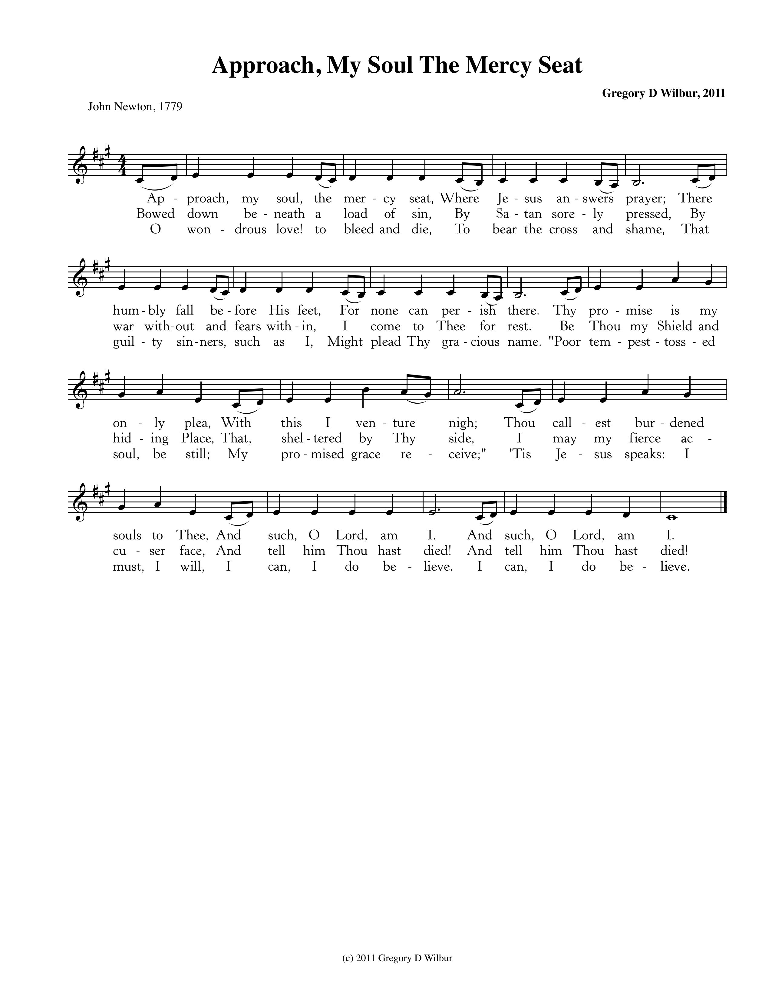 Approach, My Soul The Mercy Seat
Gregory D Wilbur, 2011
John Newton, 1779
4
4
Ap - proach, my soul, the mer - cy seat, Where Je - sus an - swers prayer; There
Bowed down be - neath a load of sin, By Sa - tan sore - ly pressed, By
O won - drous love! to bleed and die, To bear the cross and shame, That
hum - bly fall be - fore His feet, For none can per - ish there. Thy pro - mise is my
war with - out and fears with - in, I come to Thee for rest. Be Thou my Shield and
guil - ty sin - ners, such as I, Might plead Thy gra - cious name. "Poor tem - pest - toss - ed
on - ly plea, With this I ven - ture nigh; Thou call - est bur - dened
hid - ing Place, That, shel - tered by Thy side, I may my fierce ac -
soul, be still; My pro - mised grace re - ceive;" 'Tis Je - sus speaks: I
souls to Thee, And such, O Lord, am I. And such, O Lord, am I.
cu - ser face, And tell him Thou hast died! And tell him Thou hast died!
must, I will, I can, I do be - lieve. I can, I do be - lieve.
(c) 2011 Gregory D Wilbur